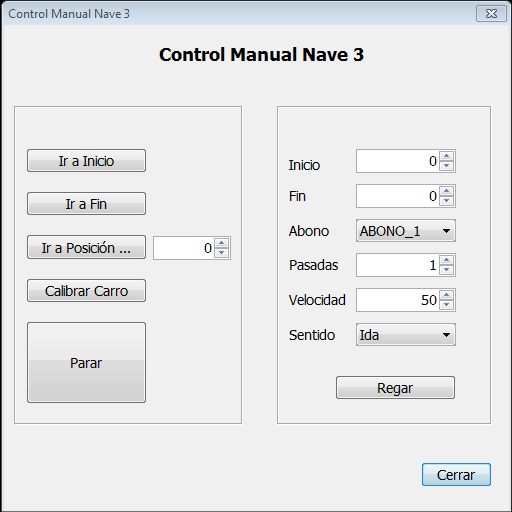 Control Manual Nave 3
Control Manual Nave 3
Ir a Inicio
Ir a Fin
Ir a Posición ... 0
Calibrar Carro
Parar
Inicio 0
Fin 0
Abono ABONO_1
Pasadas 1
Velocidad 50
Sentido Ida
Regar
Cerrar